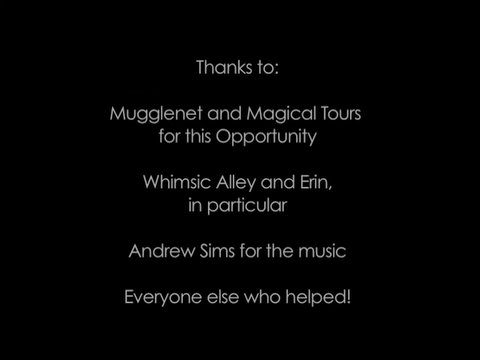 Thanks to:
Mugglenet and Magical Tours
for this Opportunity
Whimsic Alley and Erin,
in particular
Andrew Sims for the music
Everyone else who helped!